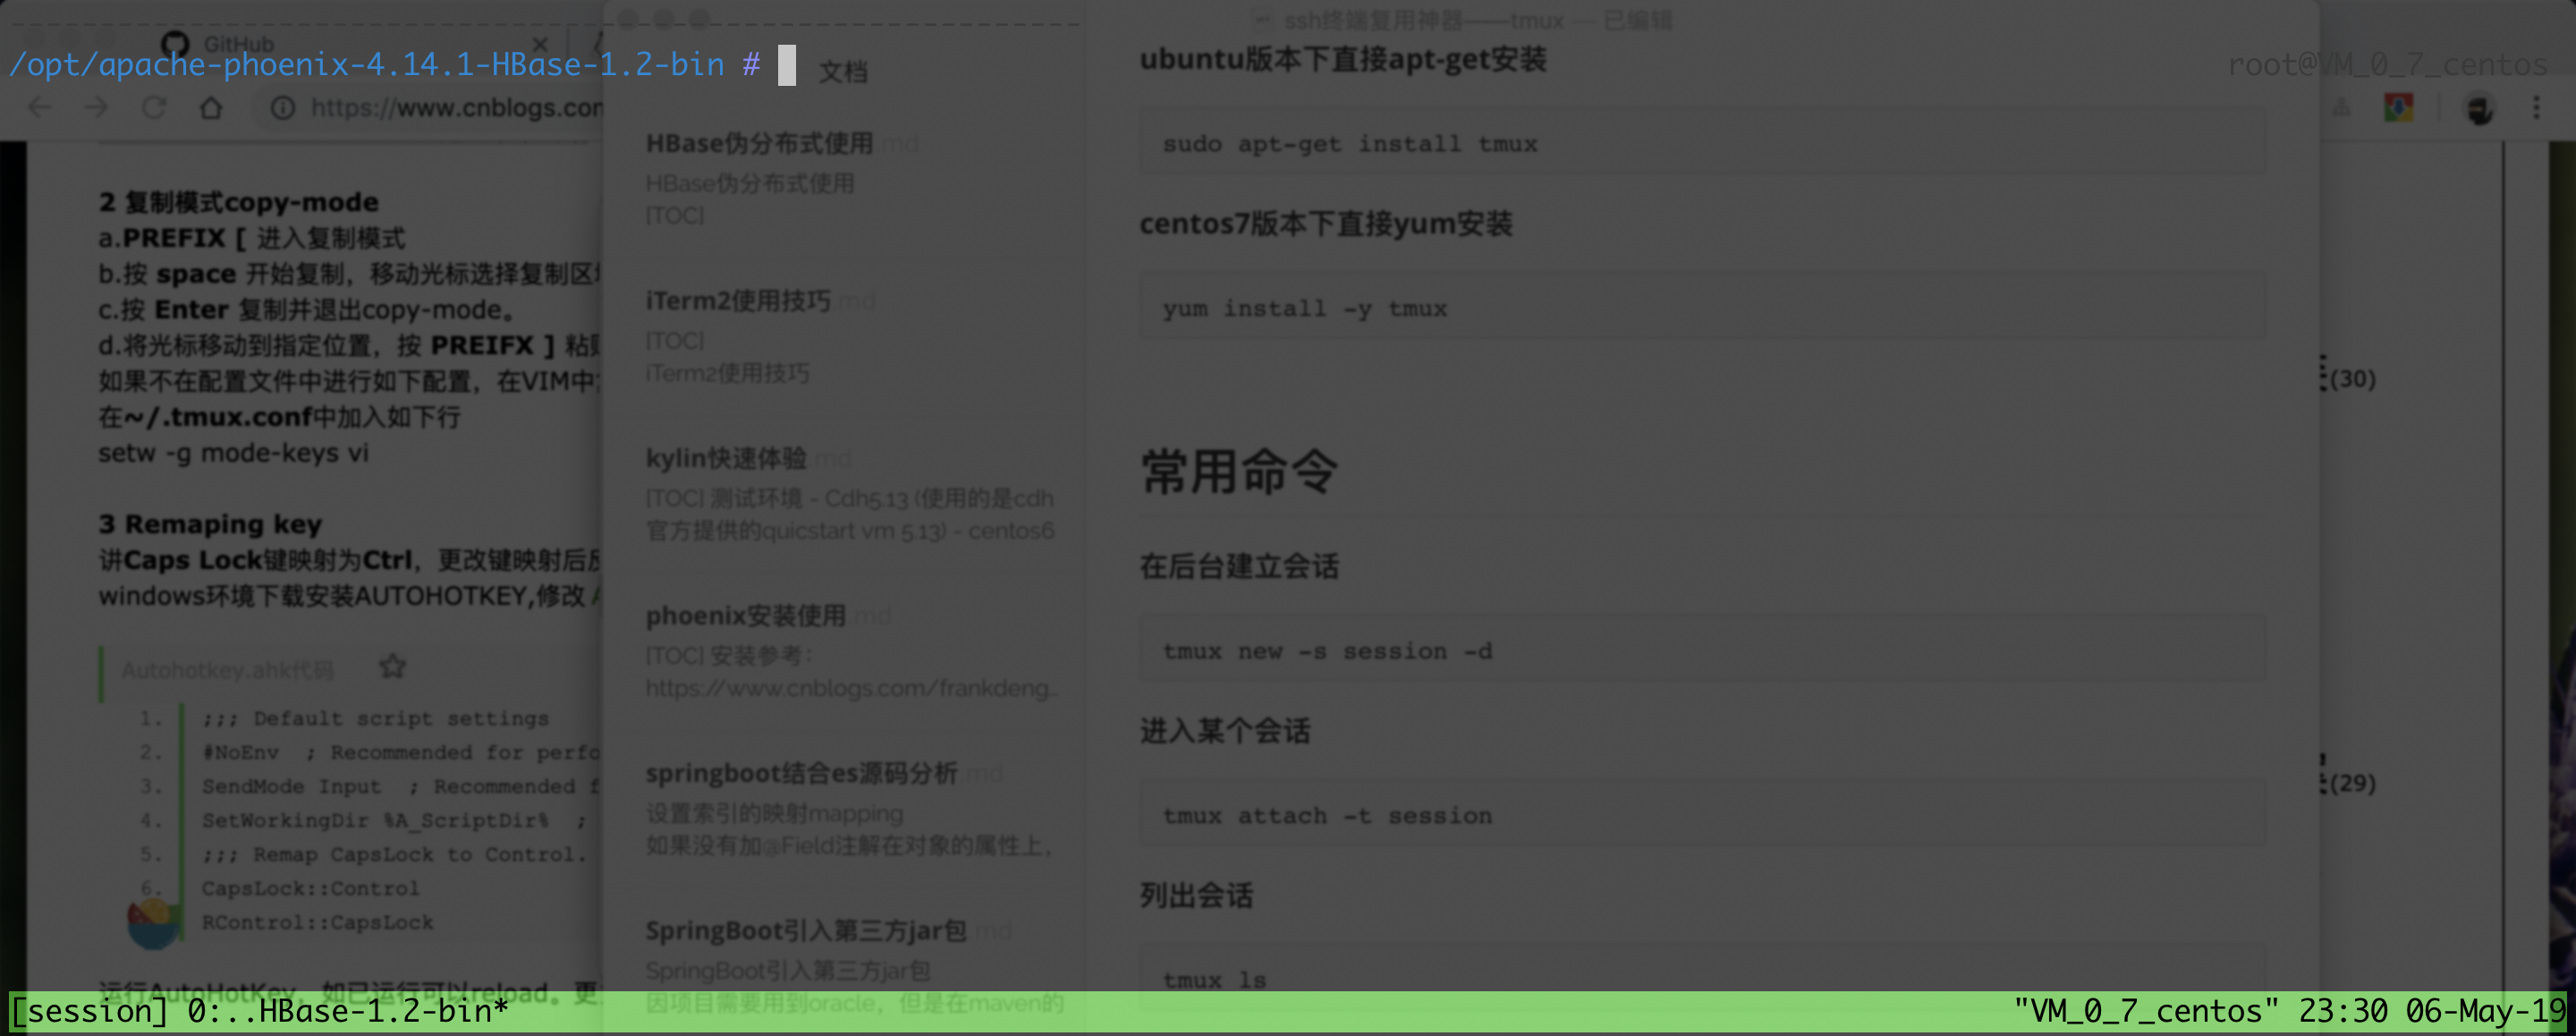 /opt/apache-phoenix-4.14.1-HBase-1.2-bin #
root@VM_0_7_centos
GitHub
https://www.cnblogs.com
2 复制模式copy-mode
a.PREFIX [ 进入复制模式
b.按 space 开始复制，移动光标选择复制区
c.按 Enter 复制并退出copy-mode。
d.将光标移动到指定位置，按 PREIFX ] 粘
如果不在配置文件中进行如下配置，在VIM中
在~/.tmux.conf中加入如下行
setw -g mode-keys vi
3 Remaping key
讲Caps Lock键映射为Ctrl，更改键映射后
windows环境下载安装AUTOHOTKEY,修改
Autohotkey.ahk代码
1. ;;; Default script settings
2. #NoEnv ; Recommended for perfo
3. SendMode Input ; Recommended f
4. SetWorkingDir %A_ScriptDir% ;
5. ;;; Remap CapsLock to Control.
6. CapsLock::Control
RControl::CapsLock
运行AutoHotKey，如已运行可以reload。更
文档
HBase伪分布式使用.md
HBase伪分布式使用
[TOC]
iTerm2使用技巧.md
[TOC]
iTerm2使用技巧
kylin快速体验.md
[TOC] 测试环境 - Cdh5.13 (使用的是cdh
官方提供的quicstart vm 5.13) - centos6
phoenix安装使用.md
[TOC] 安装参考：
https://www.cnblogs.com/frankdeng…
springboot结合es源码分析.md
设置索引的映射mapping
如果没有加@Field注解在对象的属性上，
SpringBoot引入第三方jar包.md
SpringBoot引入第三方jar包
因项目需要用到oracle，但是在maven的
ssh终端复用神器——tmux — 已编辑
ubuntu版本下直接apt-get安装
sudo apt-get install tmux
centos7版本下直接yum安装
yum install -y tmux
常用命令
在后台建立会话
tmux new -s session -d
进入某个会话
tmux attach -t session
列出会话
tmux ls
(30)
(29)
[session] 0:..HBase-1.2-bin*
"VM_0_7_centos" 23:30 06-May-19